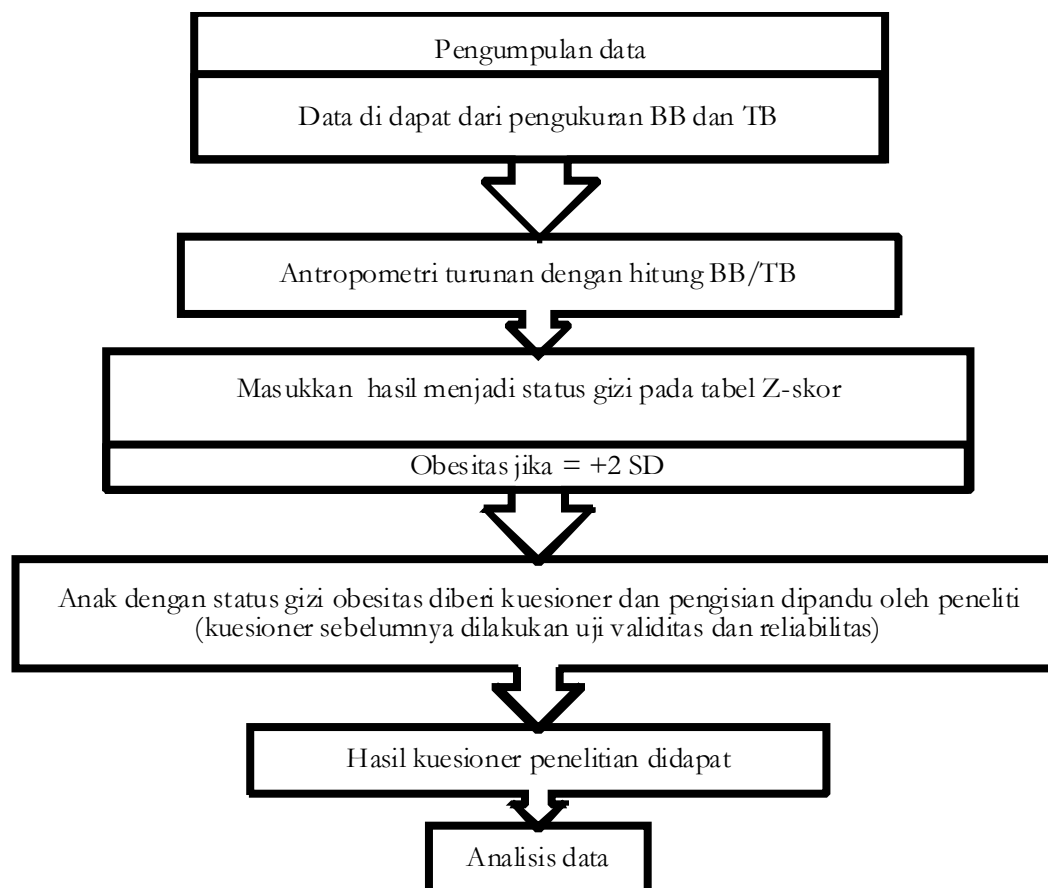 Pengumpulan data
Data di dapat dari pengukuran BB dan TB
Antropometri turunan dengan hitung BB/TB
Masukkan hasil menjadi status gizi pada tabel Z-skor
Obesitas jika = +2 SD
Anak dengan status gizi obesitas diberi kuesioner dan pengisian dipandu oleh peneliti
(kuesioner sebelumnya dilakukan uji validitas dan reliabilitas)
Hasil kuesioner penelitian didapat
Analisis data